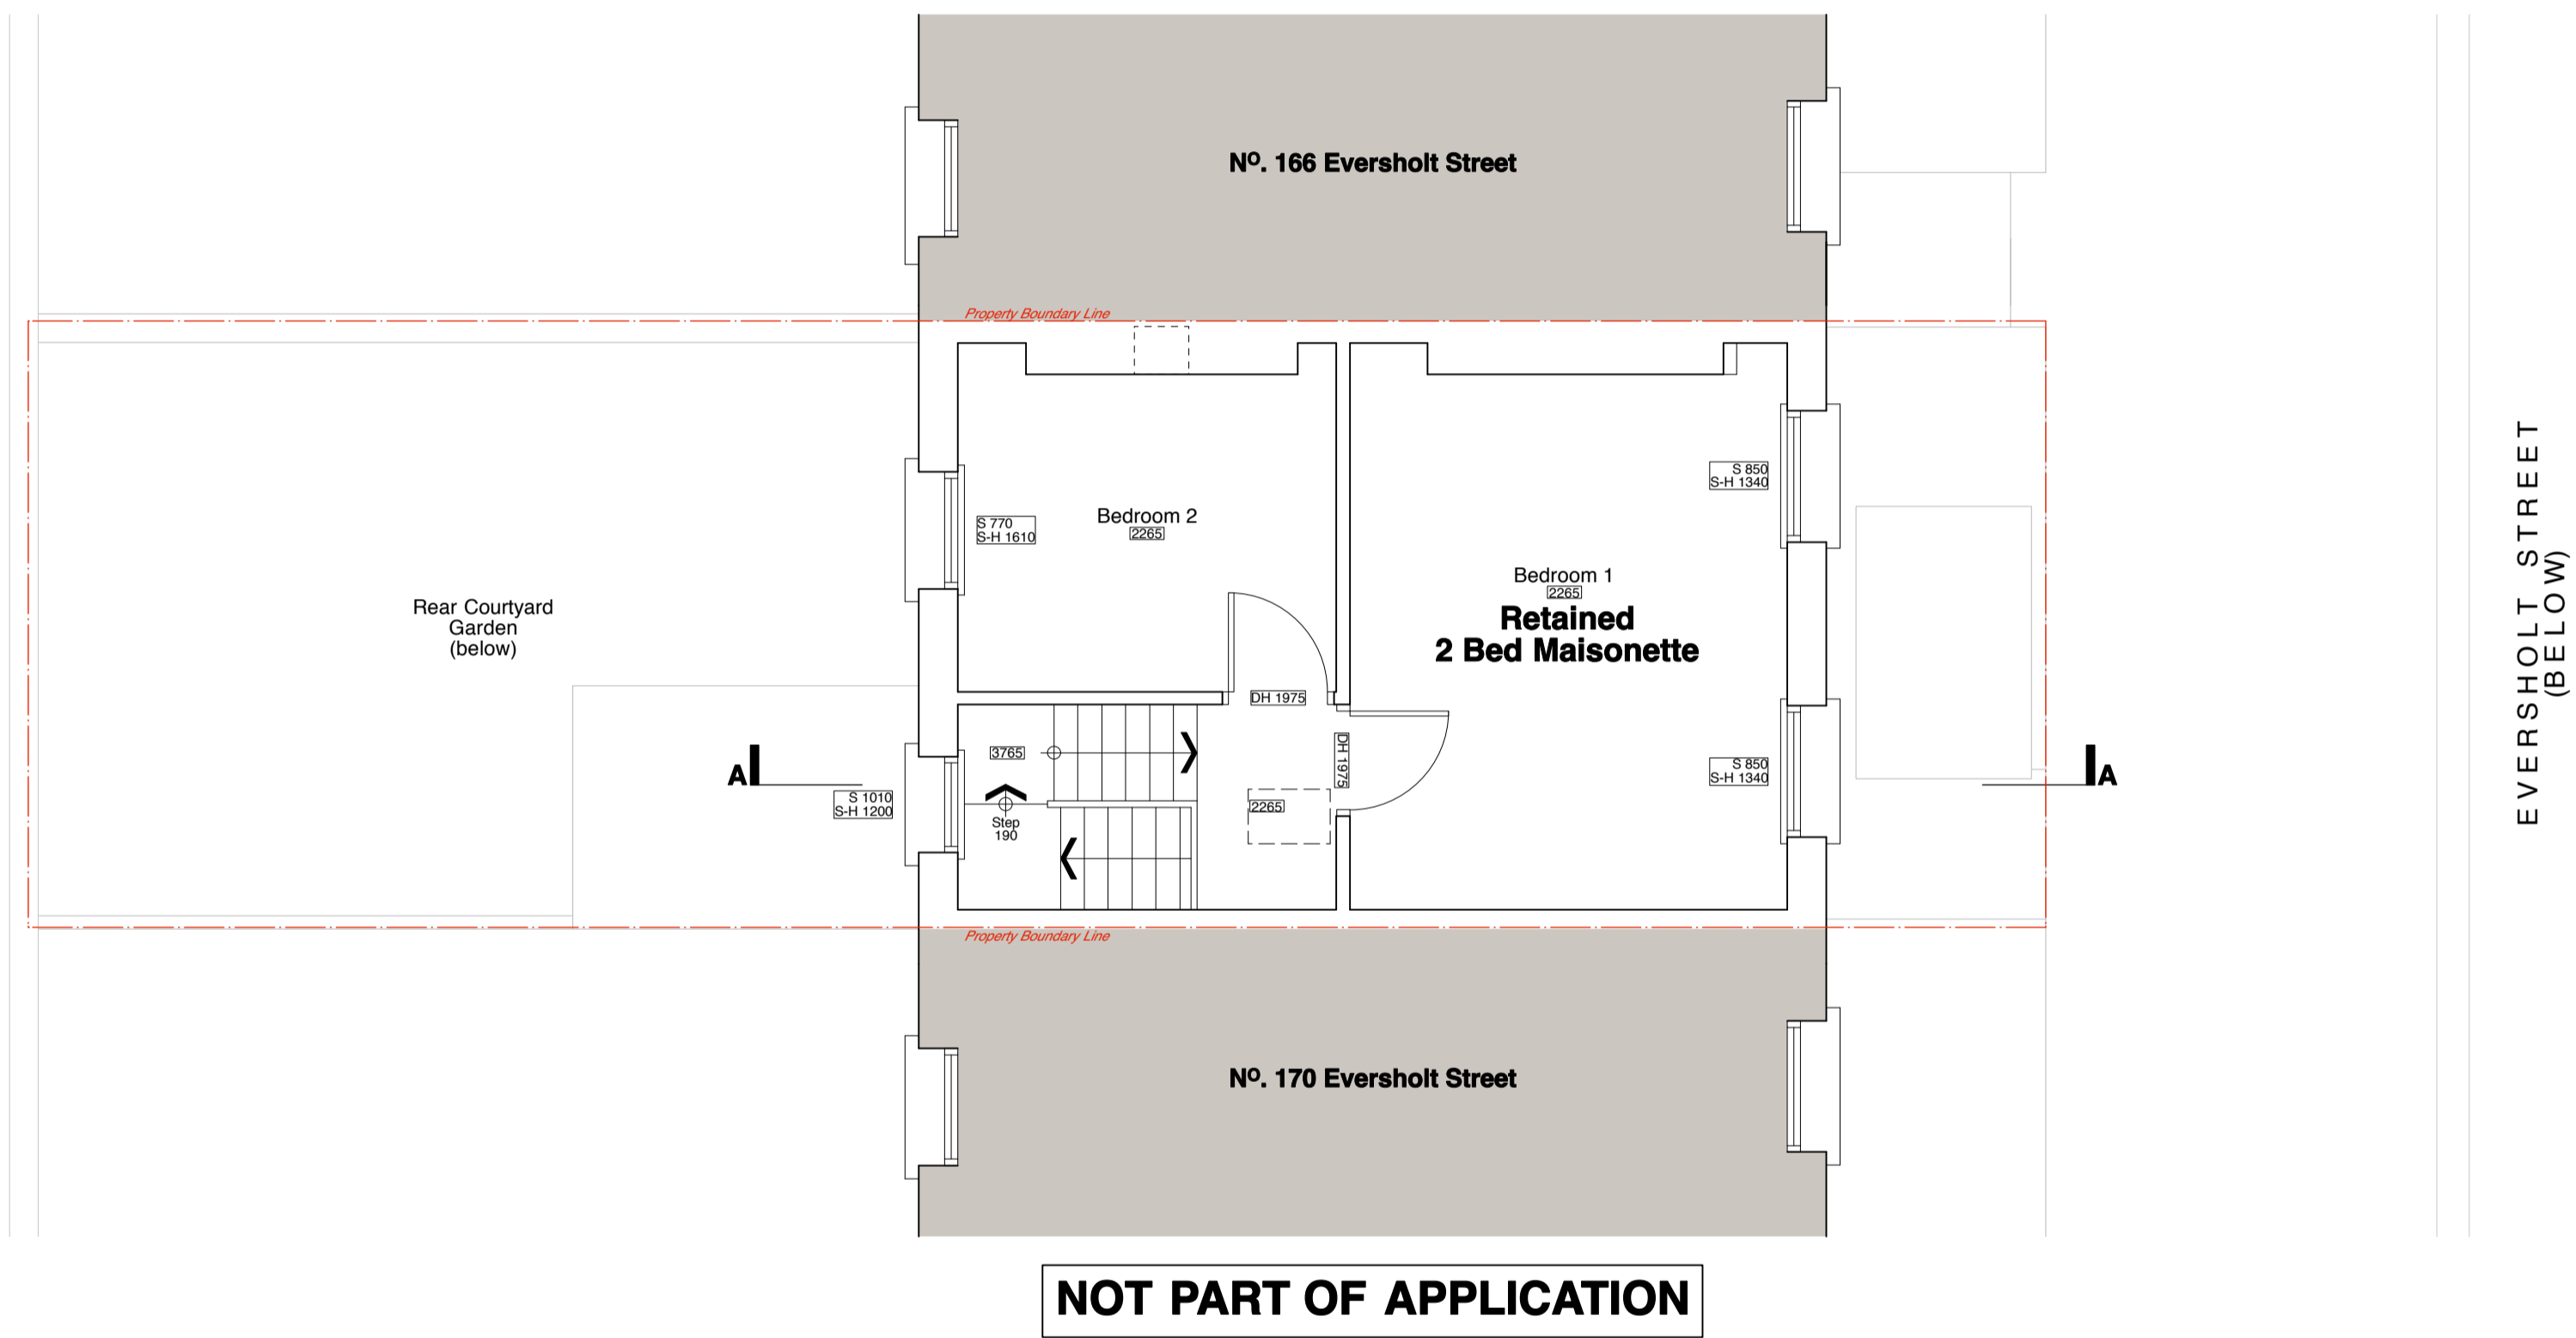 Nº. 166 Eversholt Street
Property Boundary Line
S 850
S-H 1340
Bedroom 2
2265
S 770
S-H 1610
Bedroom 1
2265
Retained
2 Bed Maisonette
Rear Courtyard
Garden
(below)
EVERSHOLT STREET
(BELOW)
DH 1975
DH 1975
3765
A
S 1010
S-H 1200
Step
190
2265
S 850
S-H 1340
A
Property Boundary Line
Nº. 170 Eversholt Street
NOT PART OF APPLICATION